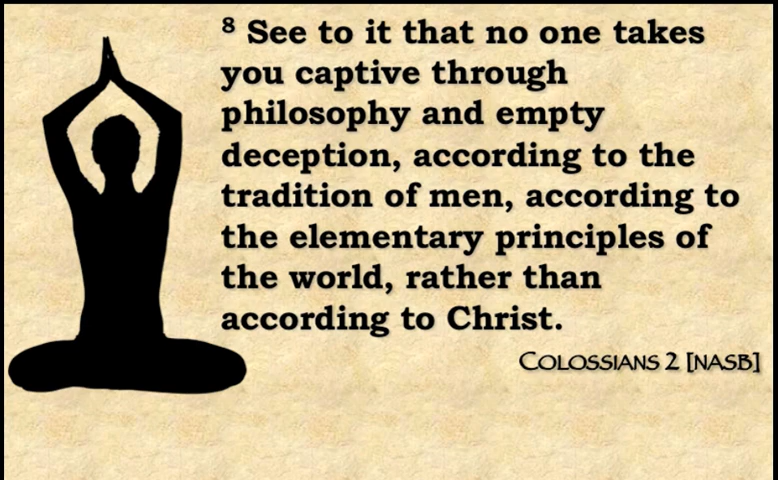 ⁸ See to it that no one takes
you captive through
philosophy and empty
deception, according to the
tradition of men, according to
the elementary principles of
the world, rather than
according to Christ.
Colossians 2 [NASB]